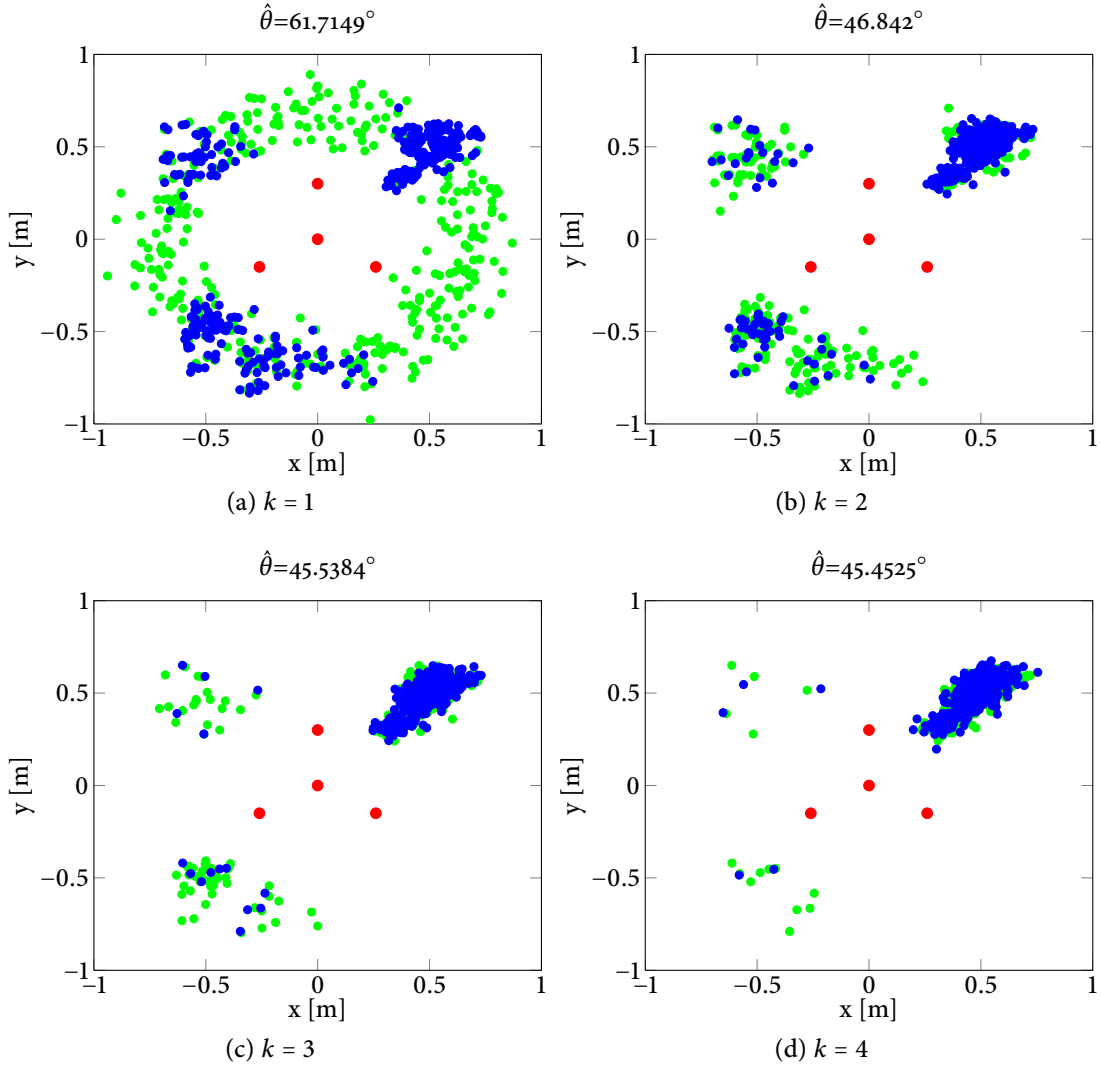 θ̂=61.7149°
1
0.5
0
−0.5
−1
y [m]
−1
−0.5
0
0.5
1
x [m]
(a) k = 1
θ̂=46.842°
1
0.5
0
−0.5
−1
y [m]
−1
−0.5
0
0.5
1
x [m]
(b) k = 2
θ̂=45.5384°
1
0.5
0
−0.5
−1
y [m]
−1
−0.5
0
0.5
1
x [m]
(c) k = 3
θ̂=45.4525°
1
0.5
0
−0.5
−1
y [m]
−1
−0.5
0
0.5
1
x [m]
(d) k = 4